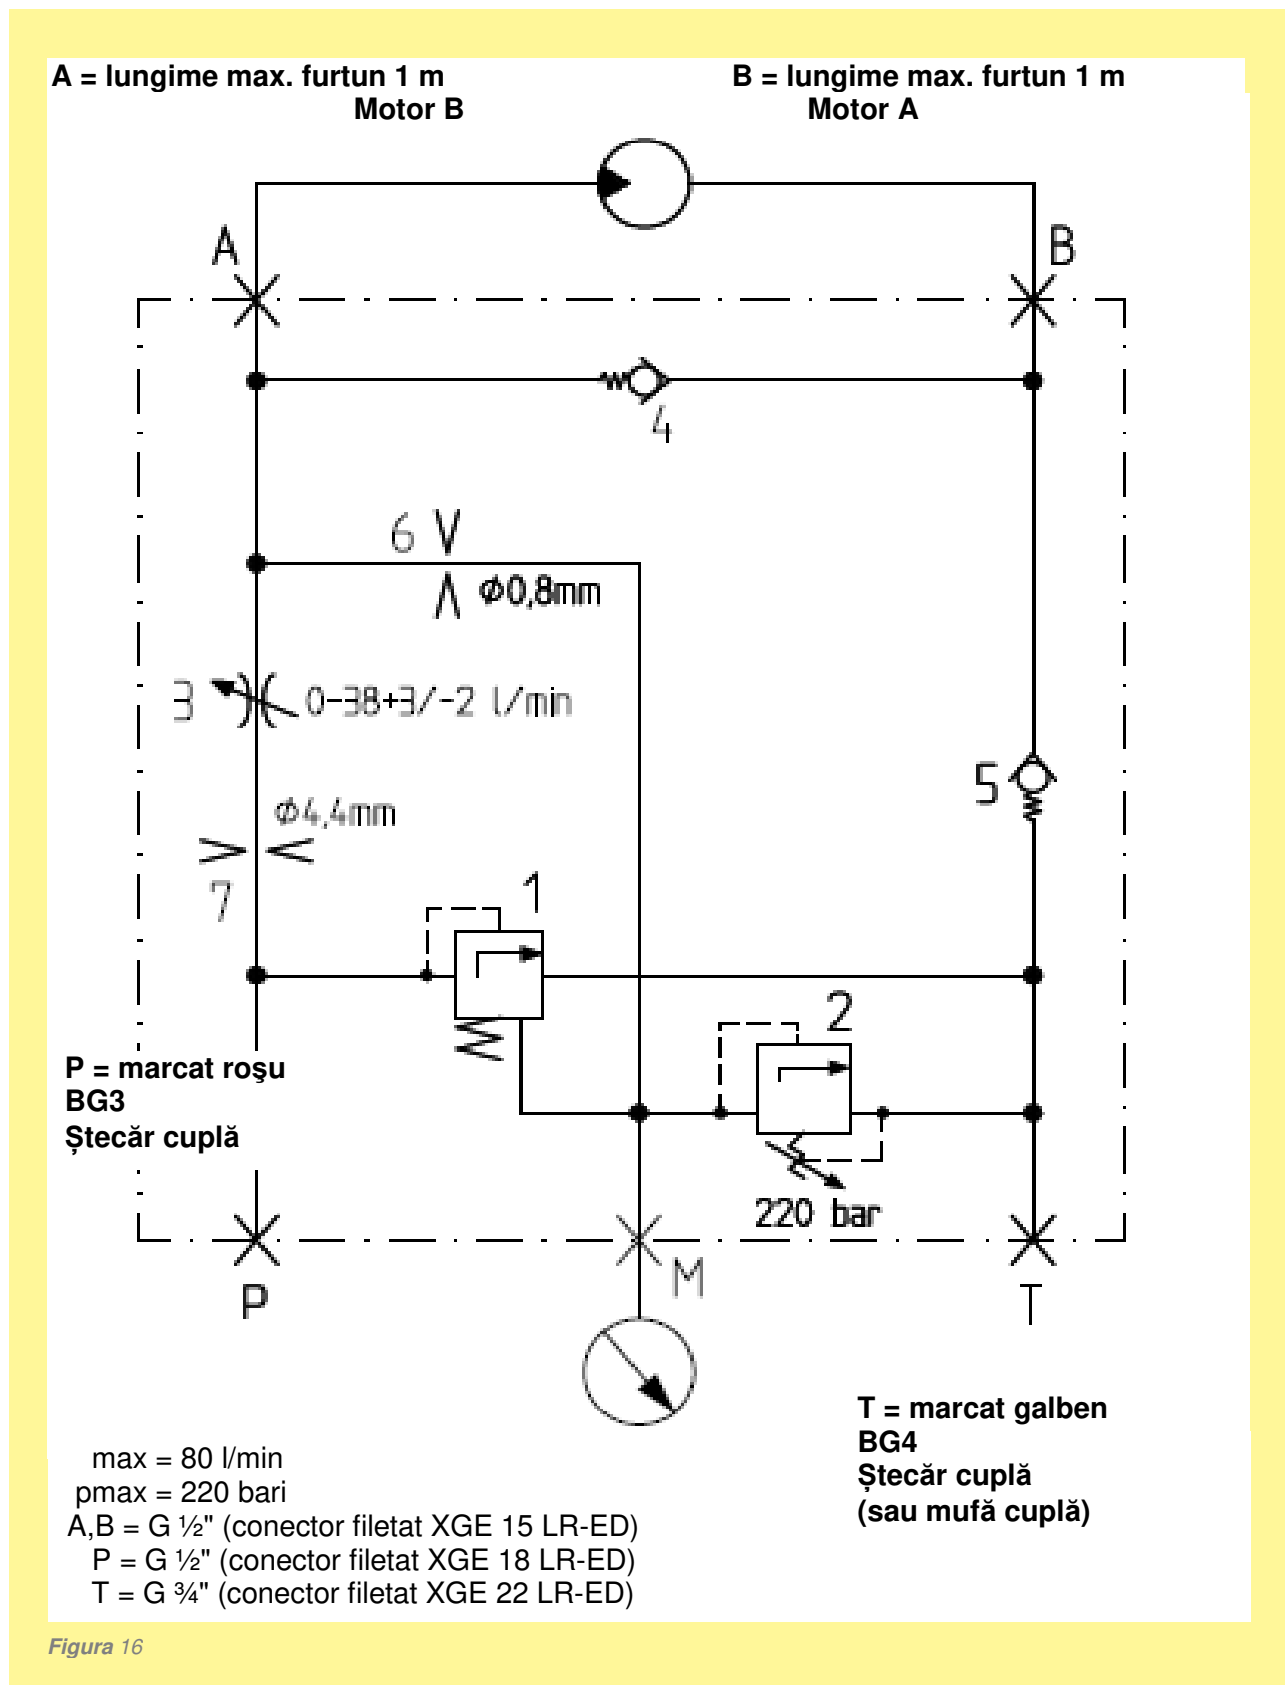 A = lungime max. furtun 1 m
Motor B
B = lungime max. furtun 1 m
Motor A
A
B
4
6
Φ0,8mm
3
0-38+3/-2 l/min
5
Φ4,4mm
7
1
2
P = marcat roşu
BG3
Ștecăr cuplă
220 bar
P
M
T
T = marcat galben
BG4
Ștecăr cuplă
(sau mufă cuplă)
max = 80 l/min
pmax = 220 bari
A,B = G ½" (conector filetat XGE 15 LR-ED)
P = G ½" (conector filetat XGE 18 LR-ED)
T = G ¾" (conector filetat XGE 22 LR-ED)
Figura 16